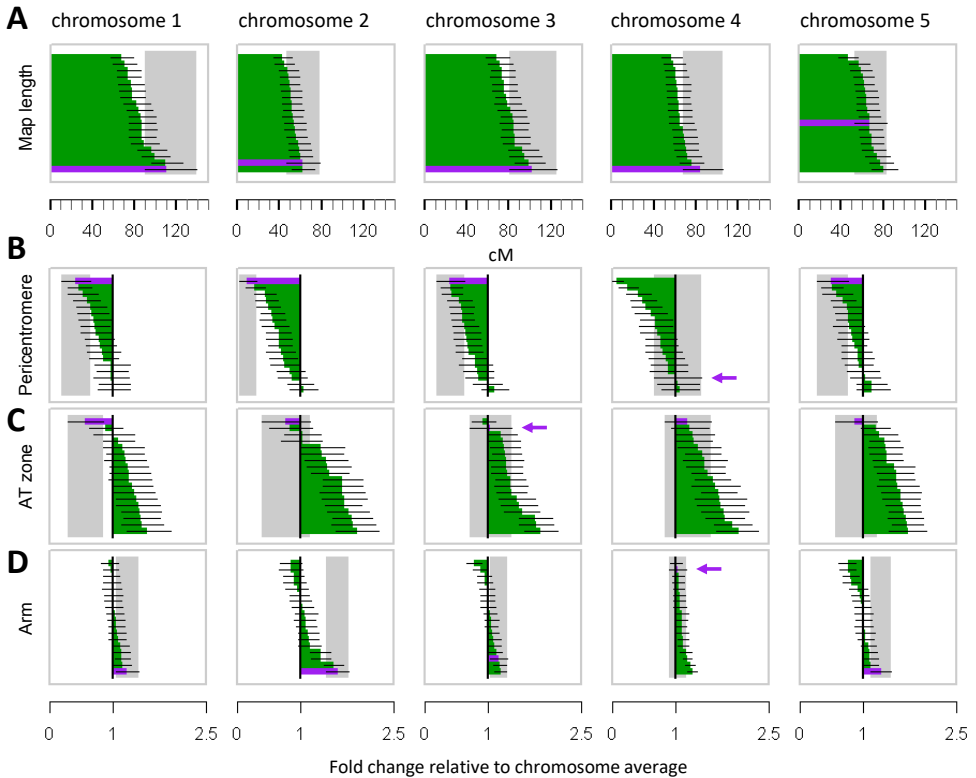 A chromosome 1 chromosome 2 chromosome 3 chromosome 4 chromosome 5
Map length
0 40 80 120 0 40 80 120 0 40 80 120 0 40 80 120 0 40 80 120
cM
B
Pericentromere
C
AT zone
D
Arm
0 1 2.5 0 1 2.5 0 1 2.5 0 1 2.5 0 1 2.5
Fold change relative to chromosome average